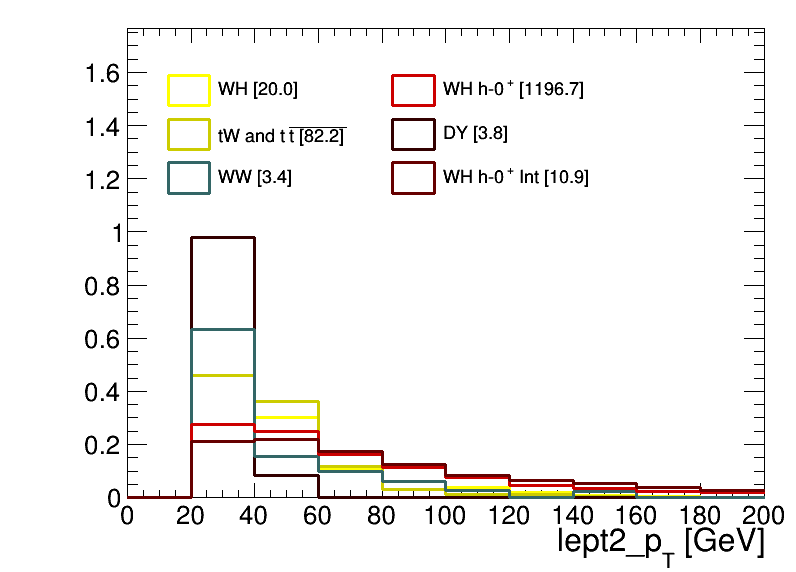 1.6
1.4
1.2
1
0.8
0.6
0.4
0.2
0
WH [20.0]
tW and t t [82.2]
WW [3.4]
WH h-0+ [1196.7]
DY [3.8]
WH h-0+ Int [10.9]
0 20 40 60 80 100 120 140 160 180 200
lept2_pT [GeV]